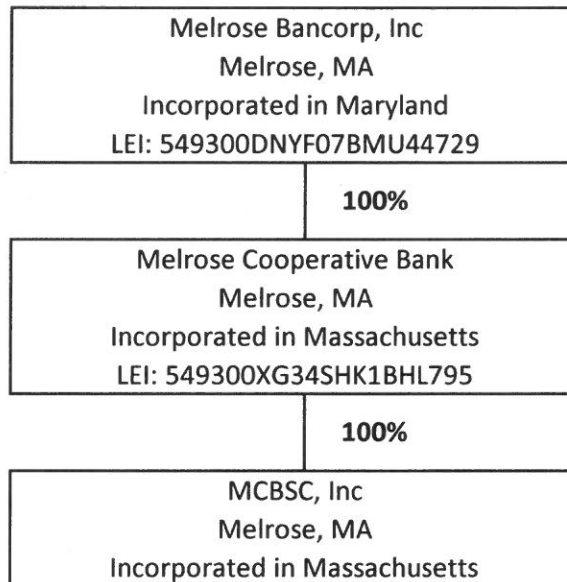 Melrose Bancorp, Inc
Melrose, MA
Incorporated in Maryland
LEI: 549300DNYF07BMU44729
100%
Melrose Cooperative Bank
Melrose, MA
Incorporated in Massachusetts
LEI: 549300XG34SHK1BHL795
100%
MCBSC, Inc
Melrose, MA
Incorporated in Massachusetts